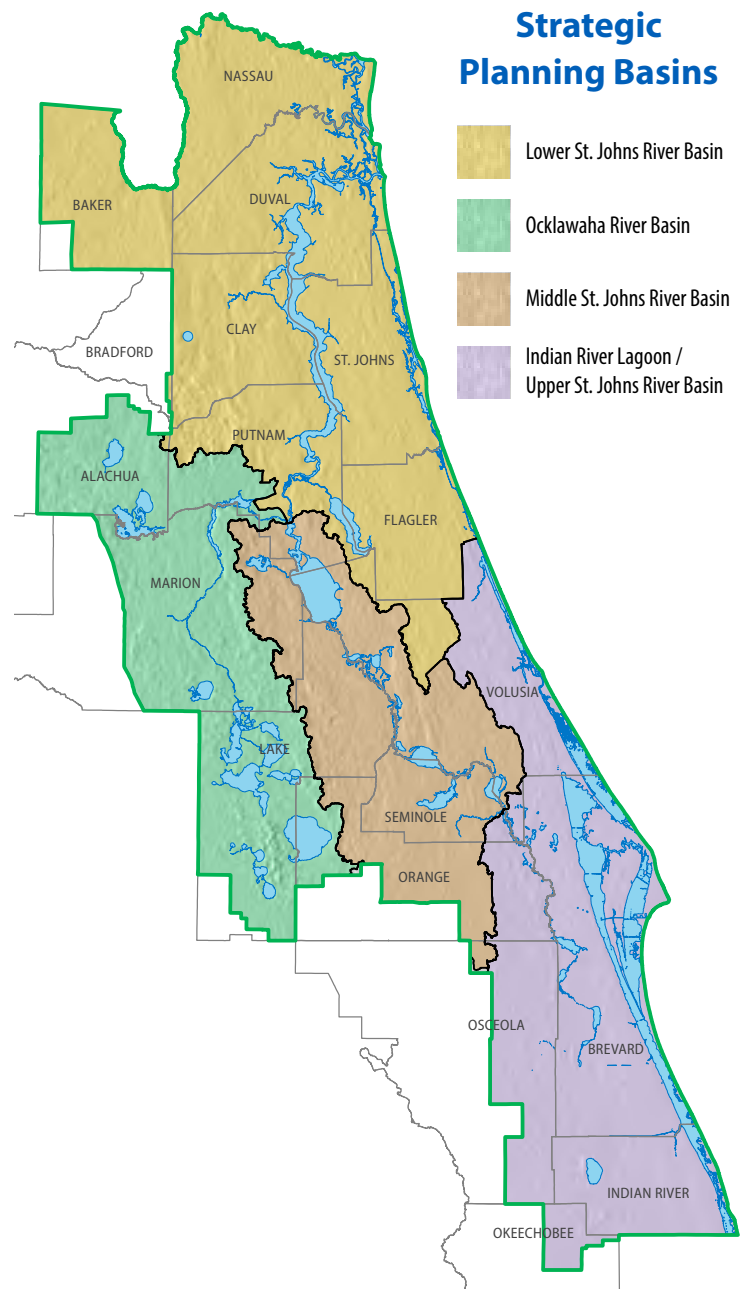 Strategic
Planning Basins
Lower St. Johns River Basin
Ocklawaha River Basin
Middle St. Johns River Basin
Indian River Lagoon /
Upper St. Johns River Basin
NASSAU
BAKER
DUVAL
CLAY
BRADFORD
ST. JOHNS
PUTNAM
ALACHUA
FLAGLER
MARION
VOLUSIA
LAKE
SEMINOLE
ORANGE
OSCEOLA
BREVARD
INDIAN RIVER
OKEECHOBEE